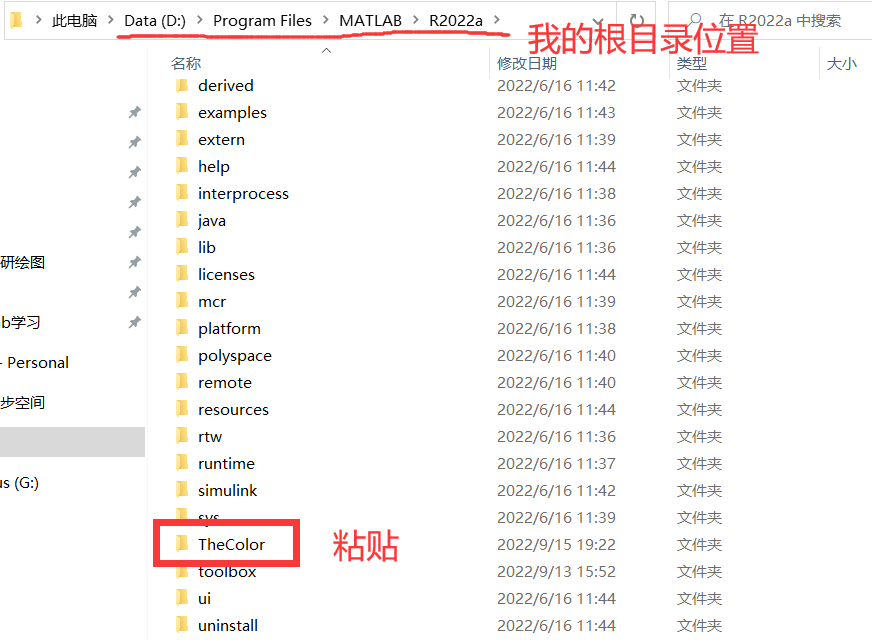 此电脑 > Data (D:) > Program Files > MATLAB > R2022a >
在 R2022a 中搜索
我的根目录位置
名称 修改日期 类型 大小
derived 2022/6/16 11:42 文件夹
examples 2022/6/16 11:43 文件夹
extern 2022/6/16 11:39 文件夹
help 2022/6/16 11:44 文件夹
interprocess 2022/6/16 11:38 文件夹
java 2022/6/16 11:36 文件夹
lib 2022/6/16 11:36 文件夹
研绘图
licenses 2022/6/16 11:44 文件夹
mcr 2022/6/16 11:39 文件夹
b学习
platform 2022/6/16 11:38 文件夹
polyspace 2022/6/16 11:40 文件夹
- Personal
remote 2022/6/16 11:40 文件夹
步空间
resources 2022/6/16 11:44 文件夹
rtw 2022/6/16 11:36 文件夹
runtime 2022/6/16 11:37 文件夹
us (G:)
simulink 2022/6/16 11:42 文件夹
sys 2022/6/16 11:39 文件夹
TheColor 2022/9/15 19:22 文件夹
粘贴
toolbox 2022/9/13 15:52 文件夹
ui 2022/6/16 11:44 文件夹
uninstall 2022/6/16 11:44 文件夹